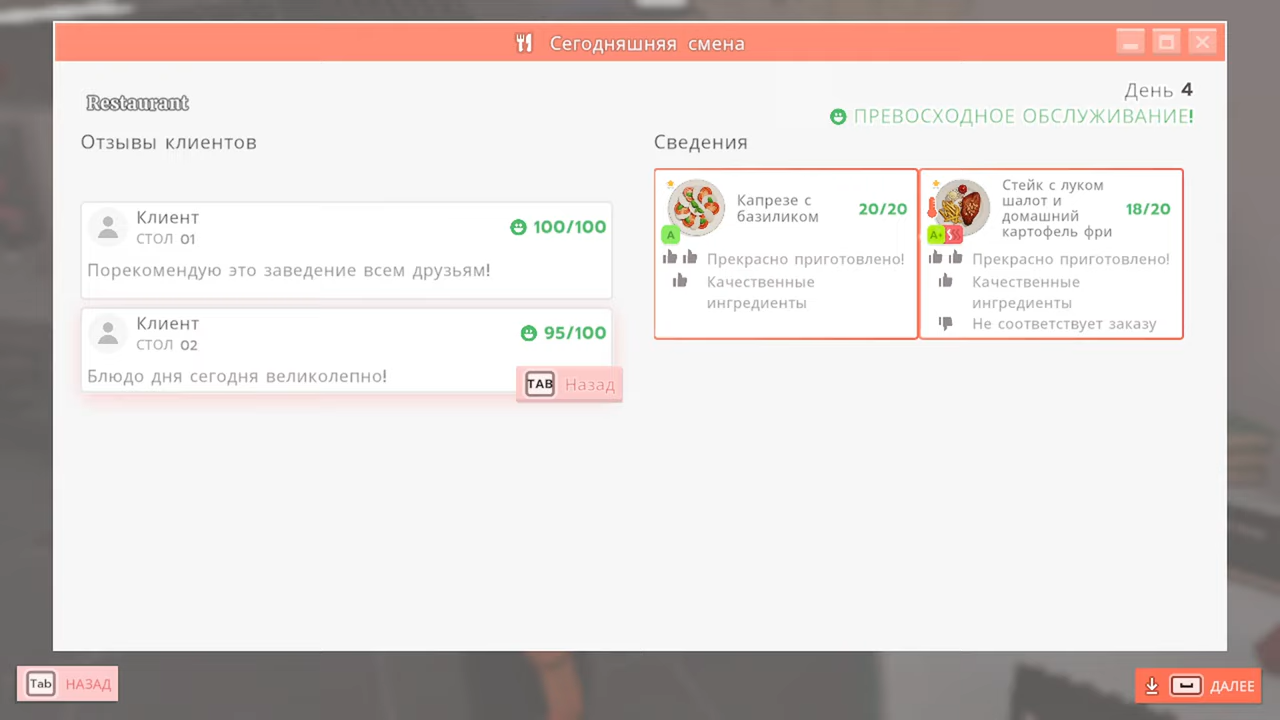 Сегодняшняя смена
Restaurant
День 4
ПРЕВОСХОДНОЕ ОБСЛУЖИВАНИЕ!
Отзывы клиентов
Клиент
СТОЛ 01
100/100
Порекомендую это заведение всем друзьям!
Клиент
СТОЛ 02
95/100
Блюдо дня сегодня великолепно!
TAB Назад
Сведения
Капрезе с
базиликом
20/20
A
Прекрасно приготовлено!
Качественные
ингредиенты
Стейк с луком
шалот и
домашний
картофель фри
18/20
A+
Прекрасно приготовлено!
Качественные
ингредиенты
Не соответствует заказу
Tab НАЗАД
ДАЛЕЕ